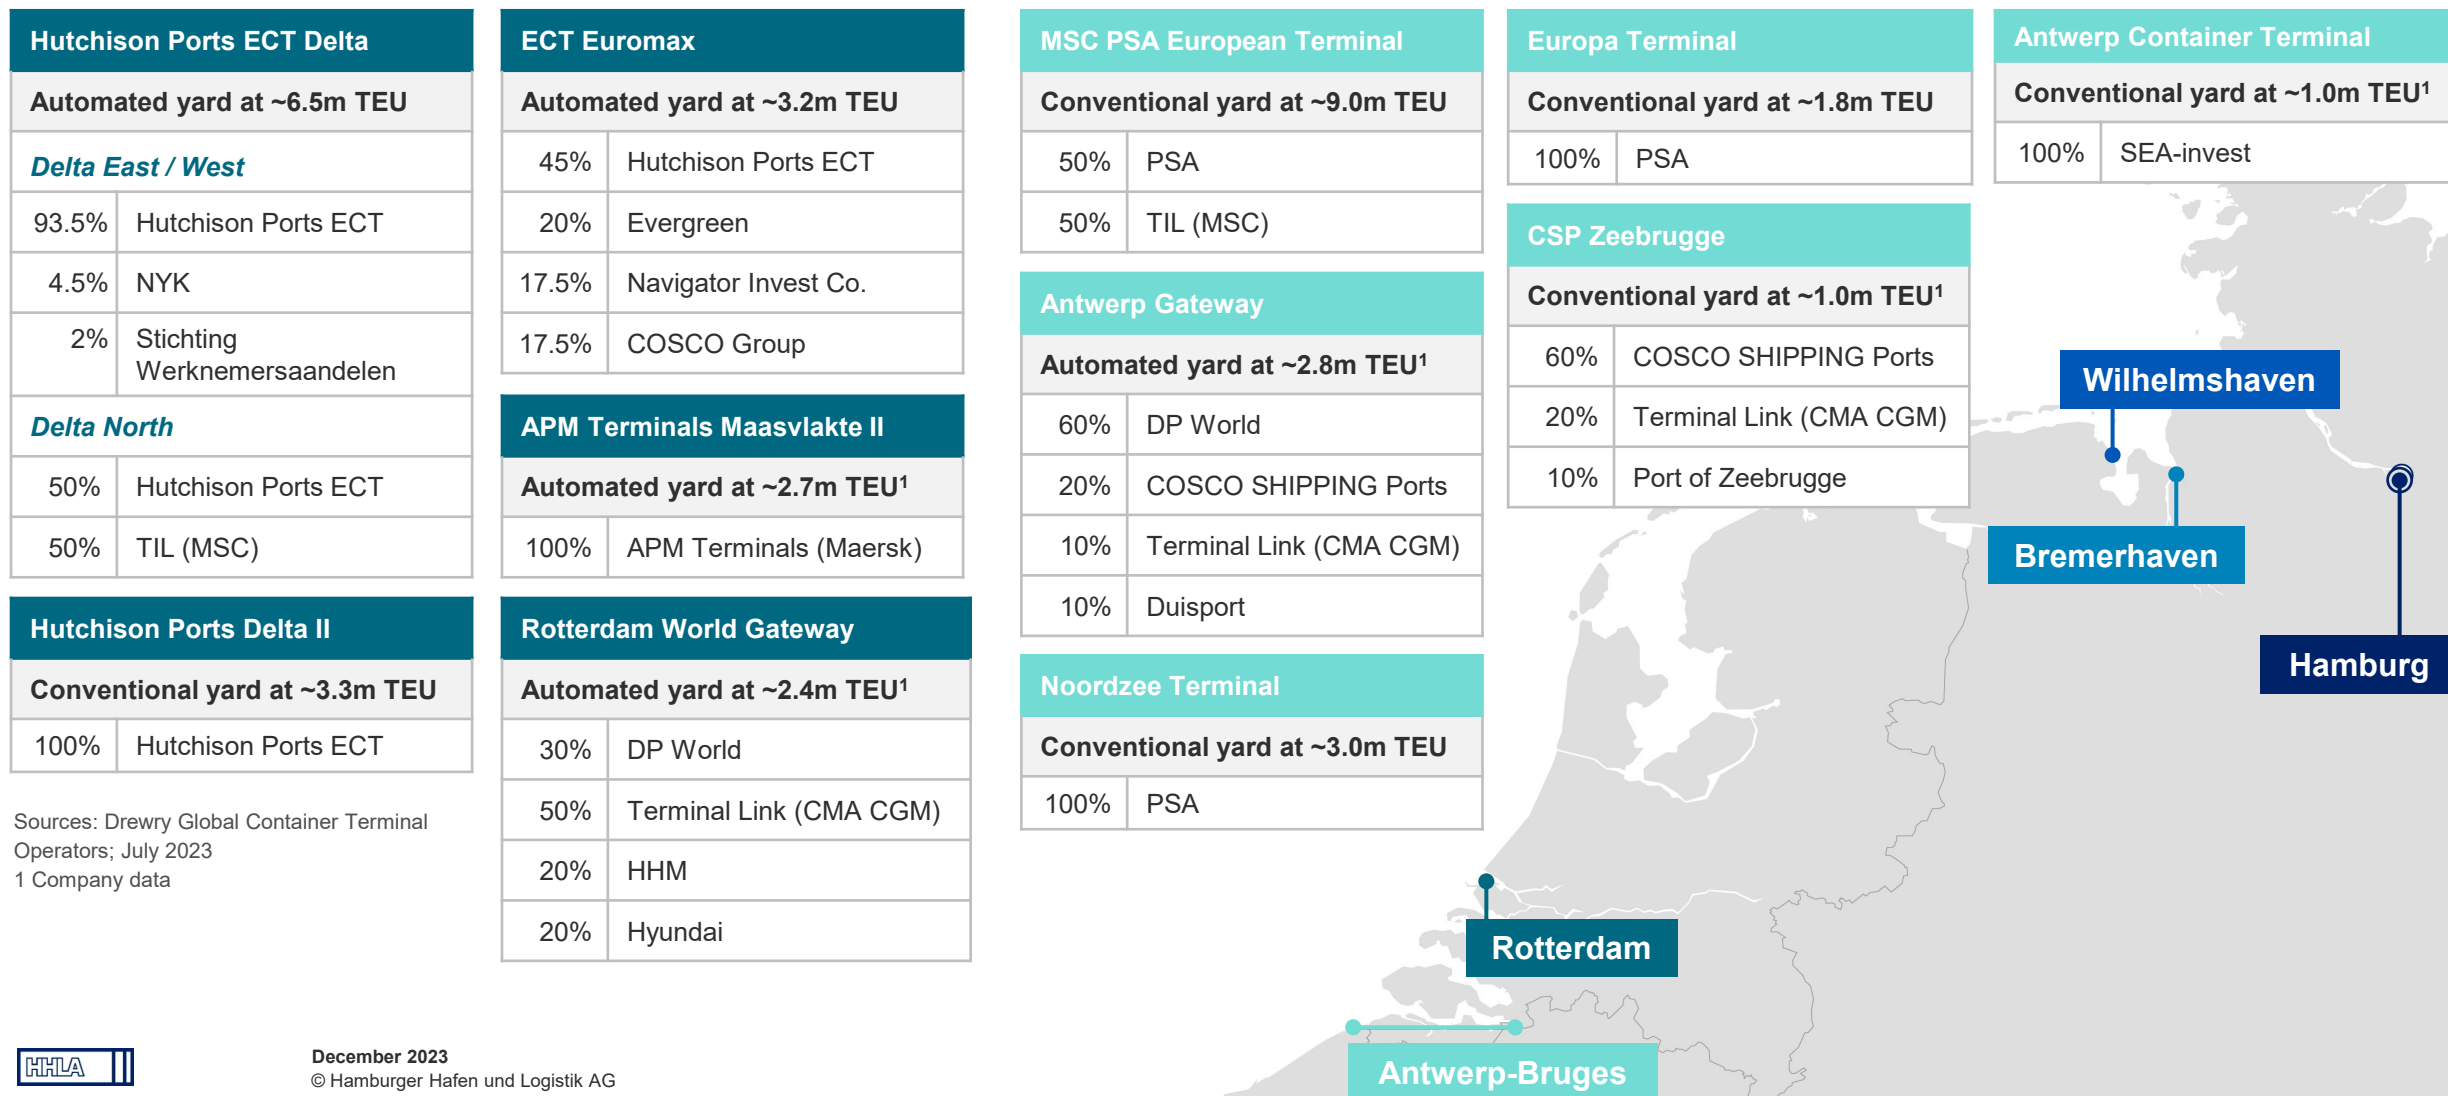 Hutchison Ports ECT Delta
Automated yard at ~6.5m TEU
Delta East / West
93.5% Hutchison Ports ECT
4.5% NYK
2% Stichting
Werknemersaandelen
Delta North
50% Hutchison Ports ECT
50% TIL (MSC)
Hutchison Ports Delta II
Conventional yard at ~3.3m TEU
100% Hutchison Ports ECT
Sources: Drewry Global Container Terminal
Operators; July 2023
1 Company data
ECT Euromax
Automated yard at ~3.2m TEU
45% Hutchison Ports ECT
20% Evergreen
17.5% Navigator Invest Co.
17.5% COSCO Group
APM Terminals Maasvlakte II
Automated yard at ~2.7m TEU¹
100% APM Terminals (Maersk)
Rotterdam World Gateway
Automated yard at ~2.4m TEU¹
30% DP World
50% Terminal Link (CMA CGM)
20% HHM
20% Hyundai
MSC PSA European Terminal
Conventional yard at ~9.0m TEU
50% PSA
50% TIL (MSC)
Antwerp Gateway
Automated yard at ~2.8m TEU¹
60% DP World
20% COSCO SHIPPING Ports
10% Terminal Link (CMA CGM)
10% Duisport
Noordzee Terminal
Conventional yard at ~3.0m TEU
100% PSA
Europa Terminal
Conventional yard at ~1.8m TEU
100% PSA
CSP Zeebrugge
Conventional yard at ~1.0m TEU¹
60% COSCO SHIPPING Ports
20% Terminal Link (CMA CGM)
10% Port of Zeebrugge
Antwerp Container Terminal
Conventional yard at ~1.0m TEU¹
100% SEA-invest
Wilhelmshaven
Bremerhaven
Hamburg
Rotterdam
Antwerp-Bruges
HHLA
December 2023
© Hamburger Hafen und Logistik AG